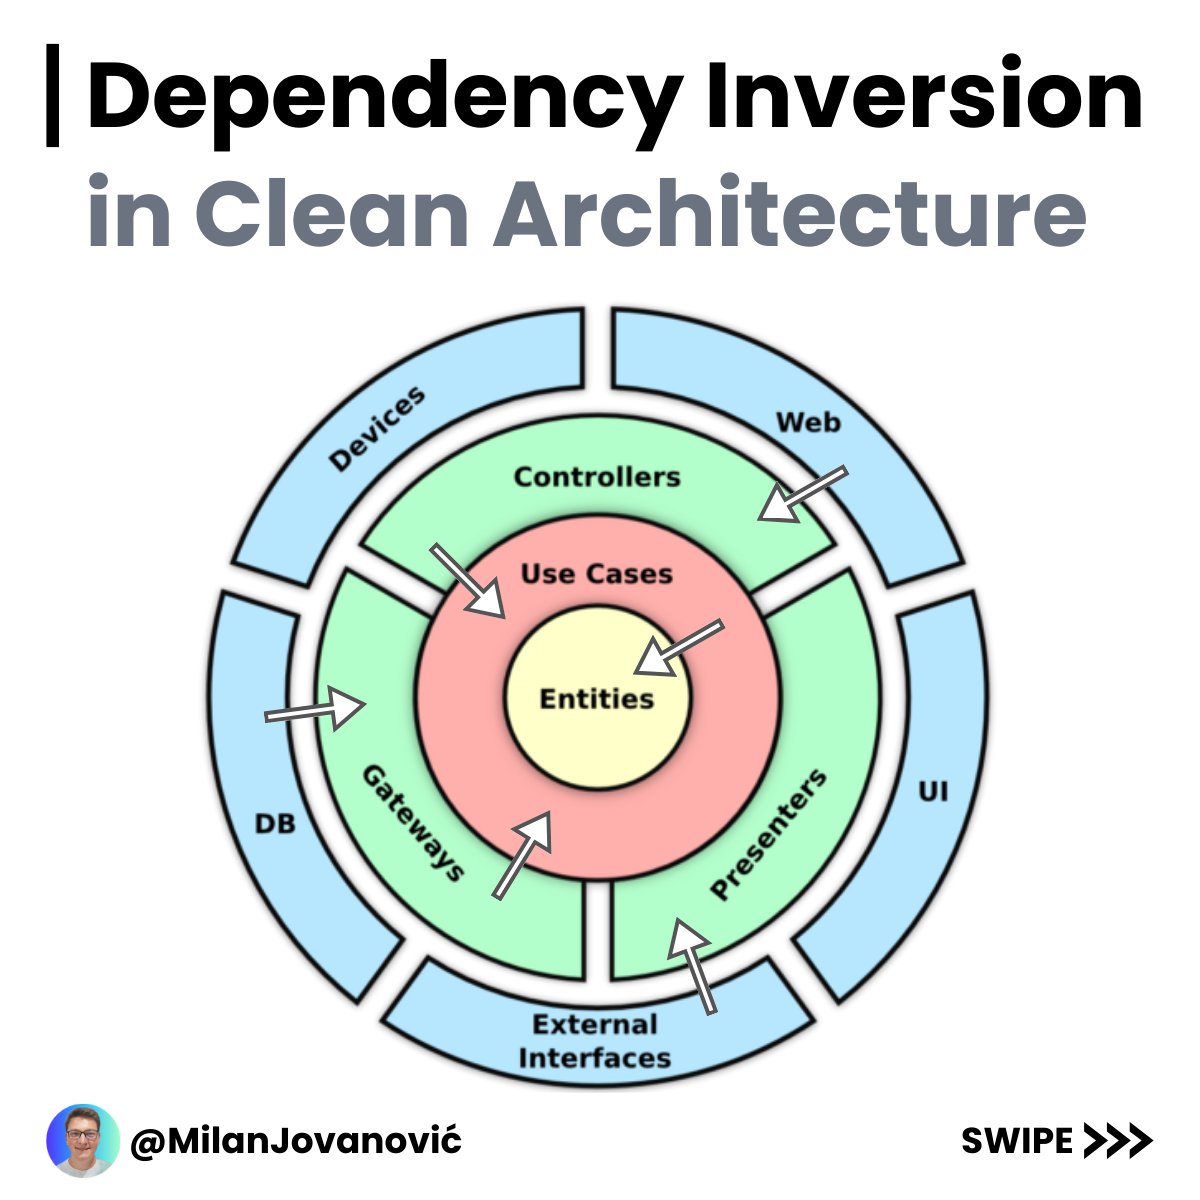 Dependency Inversion
in Clean Architecture
Devices
Web
Controllers
Use Cases
Entities
Gateways
Presenters
DB
UI
External
Interfaces
@MilanJovanović
SWIPE